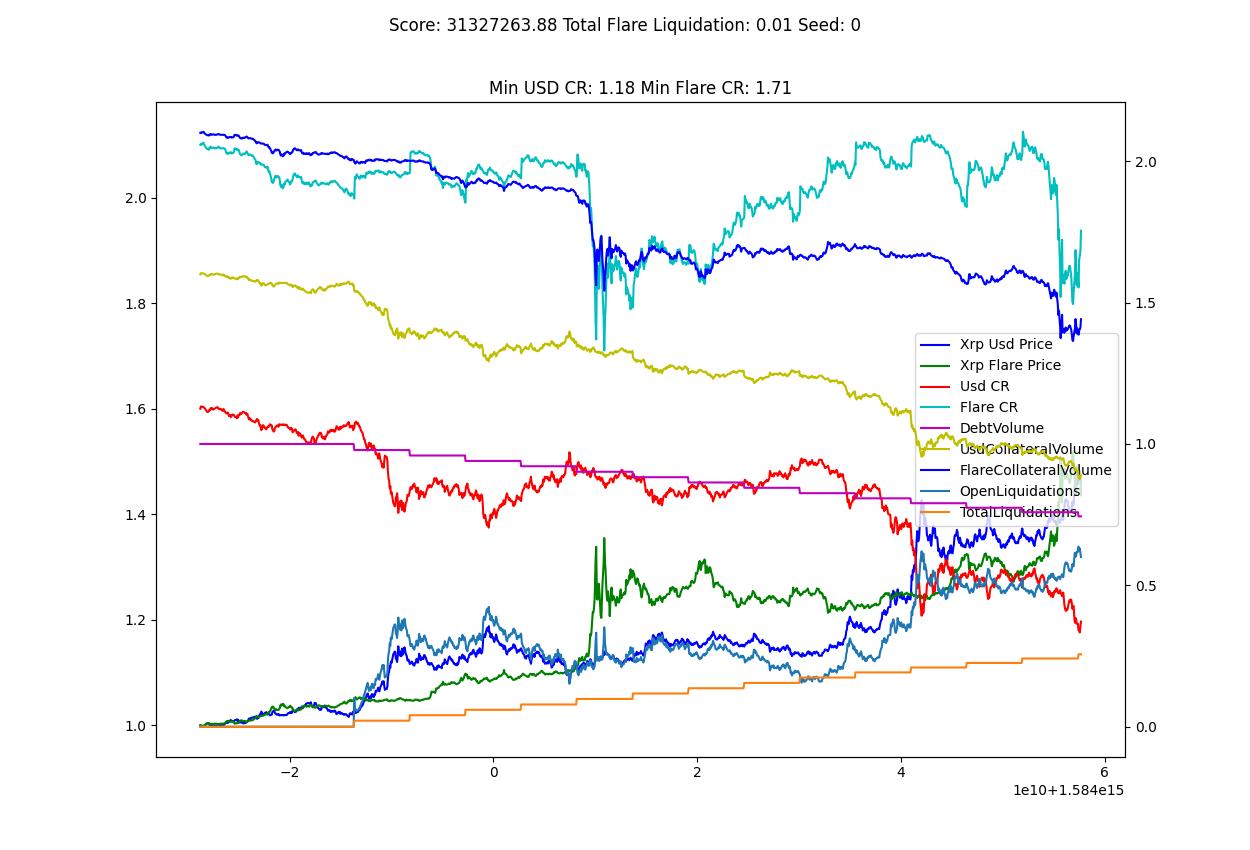 Score: 31327263.88 Total Flare Liquidation: 0.01 Seed: 0
Min USD CR: 1.18 Min Flare CR: 1.71
2.0
1.8
1.6
1.4
1.2
1.0
2.0
1.5
1.0
0.5
0.0
Xrp Usd Price
Xrp Flare Price
Usd CR
Flare CR
DebtVolume
UsdCollateralVolume
FlareCollateralVolume
OpenLiquidations
TotalLiquidations
−2 0 2 4 6
1e10+1.584e15